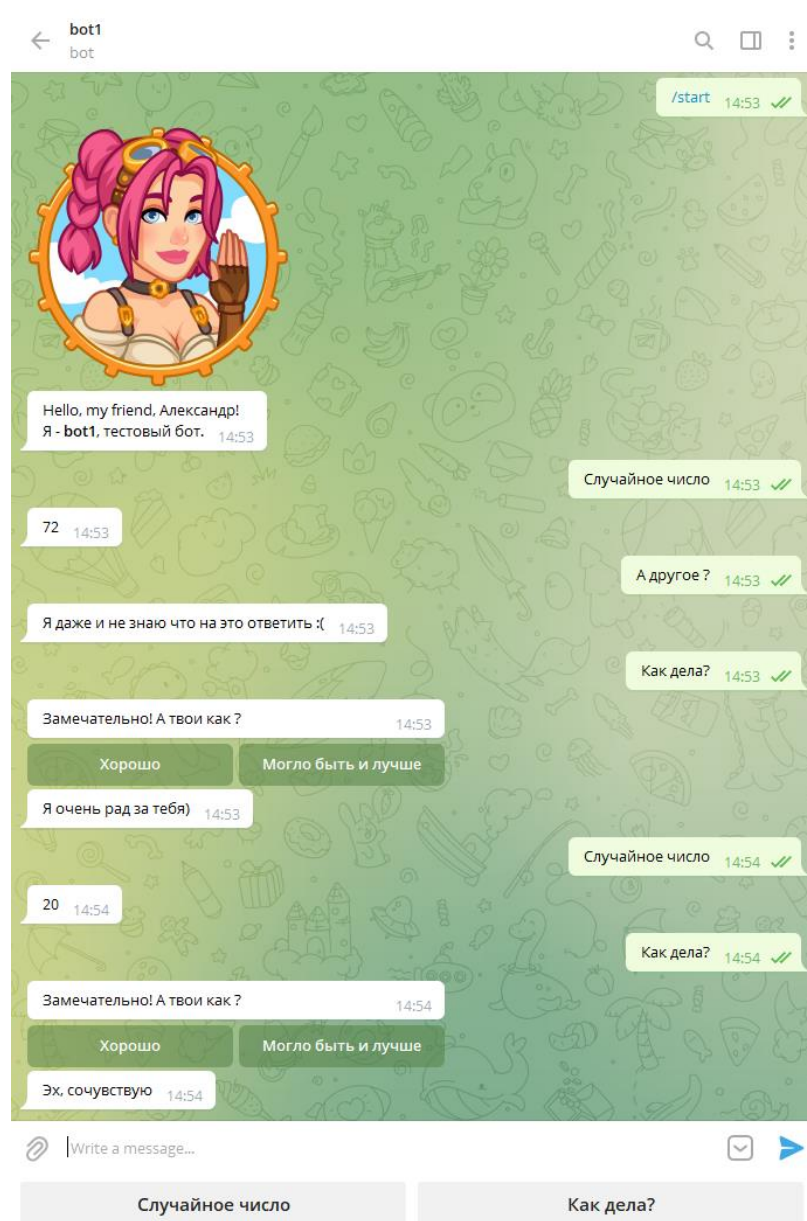 bot1
bot
/start 14:53
Hello, my friend, Александр!
Я - bot1, тестовый бот. 14:53
Случайное число 14:53
72 14:53
А другое ? 14:53
Я даже и не знаю что на это ответить :( 14:53
Как дела? 14:53
Замечательно! А твои как ? 14:53
Хорошо Могло быть и лучше
Я очень рад за тебя) 14:53
Случайное число 14:54
20 14:54
Как дела? 14:54
Замечательно! А твои как ? 14:54
Хорошо Могло быть и лучше
Эх, сочувствую 14:54
Write a message...
Случайное число Как дела?